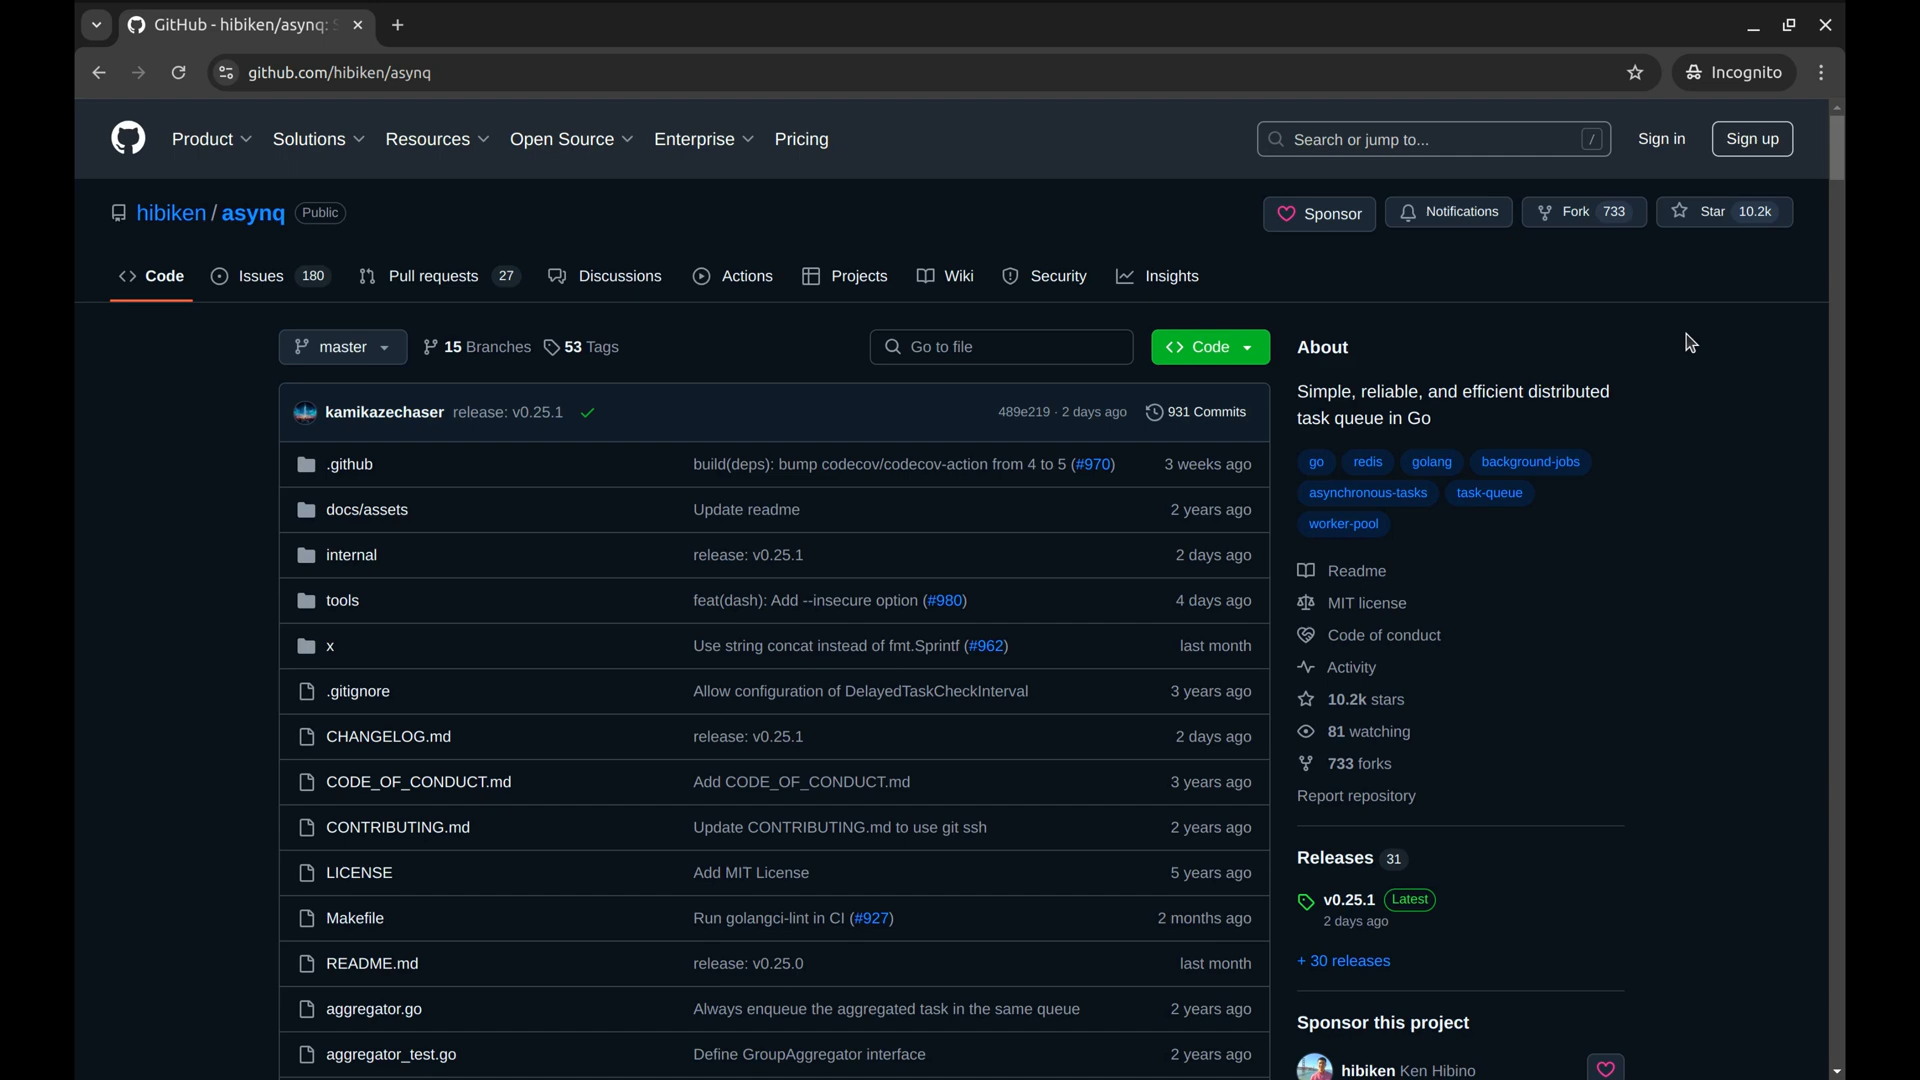 GitHub - hibiken/asynq:
github.com/hibiken/asynq
Incognito
Product Solutions Resources Open Source Enterprise Pricing
Search or jump to... /
Sign in
Sign up
hibiken / asynq Public
Sponsor
Notifications
Fork 733
Star 10.2k
Code Issues 180 Pull requests 27 Discussions Actions Projects Wiki Security Insights
master 15 Branches 53 Tags
Go to file
Code
kamikazechaser release: v0.25.1 489e219 · 2 days ago 931 Commits
.github build(deps): bump codecov/codecov-action from 4 to 5 (#970) 3 weeks ago
docs/assets Update readme 2 years ago
internal release: v0.25.1 2 days ago
tools feat(dash): Add --insecure option (#980) 4 days ago
x Use string concat instead of fmt.Sprintf (#962) last month
.gitignore Allow configuration of DelayedTaskCheckInterval 3 years ago
CHANGELOG.md release: v0.25.1 2 days ago
CODE_OF_CONDUCT.md Add CODE_OF_CONDUCT.md 3 years ago
CONTRIBUTING.md Update CONTRIBUTING.md to use git ssh 2 years ago
LICENSE Add MIT License 5 years ago
Makefile Run golangci-lint in CI (#927) 2 months ago
README.md release: v0.25.0 last month
aggregator.go Always enqueue the aggregated task in the same queue 2 years ago
aggregator_test.go Define GroupAggregator interface 2 years ago
About
Simple, reliable, and efficient distributed
task queue in Go
go redis golang background-jobs
asynchronous-tasks task-queue
worker-pool
Readme
MIT license
Code of conduct
Activity
10.2k stars
81 watching
733 forks
Report repository
Releases 31
v0.25.1 Latest
2 days ago
+ 30 releases
Sponsor this project
hibiken Ken Hibino